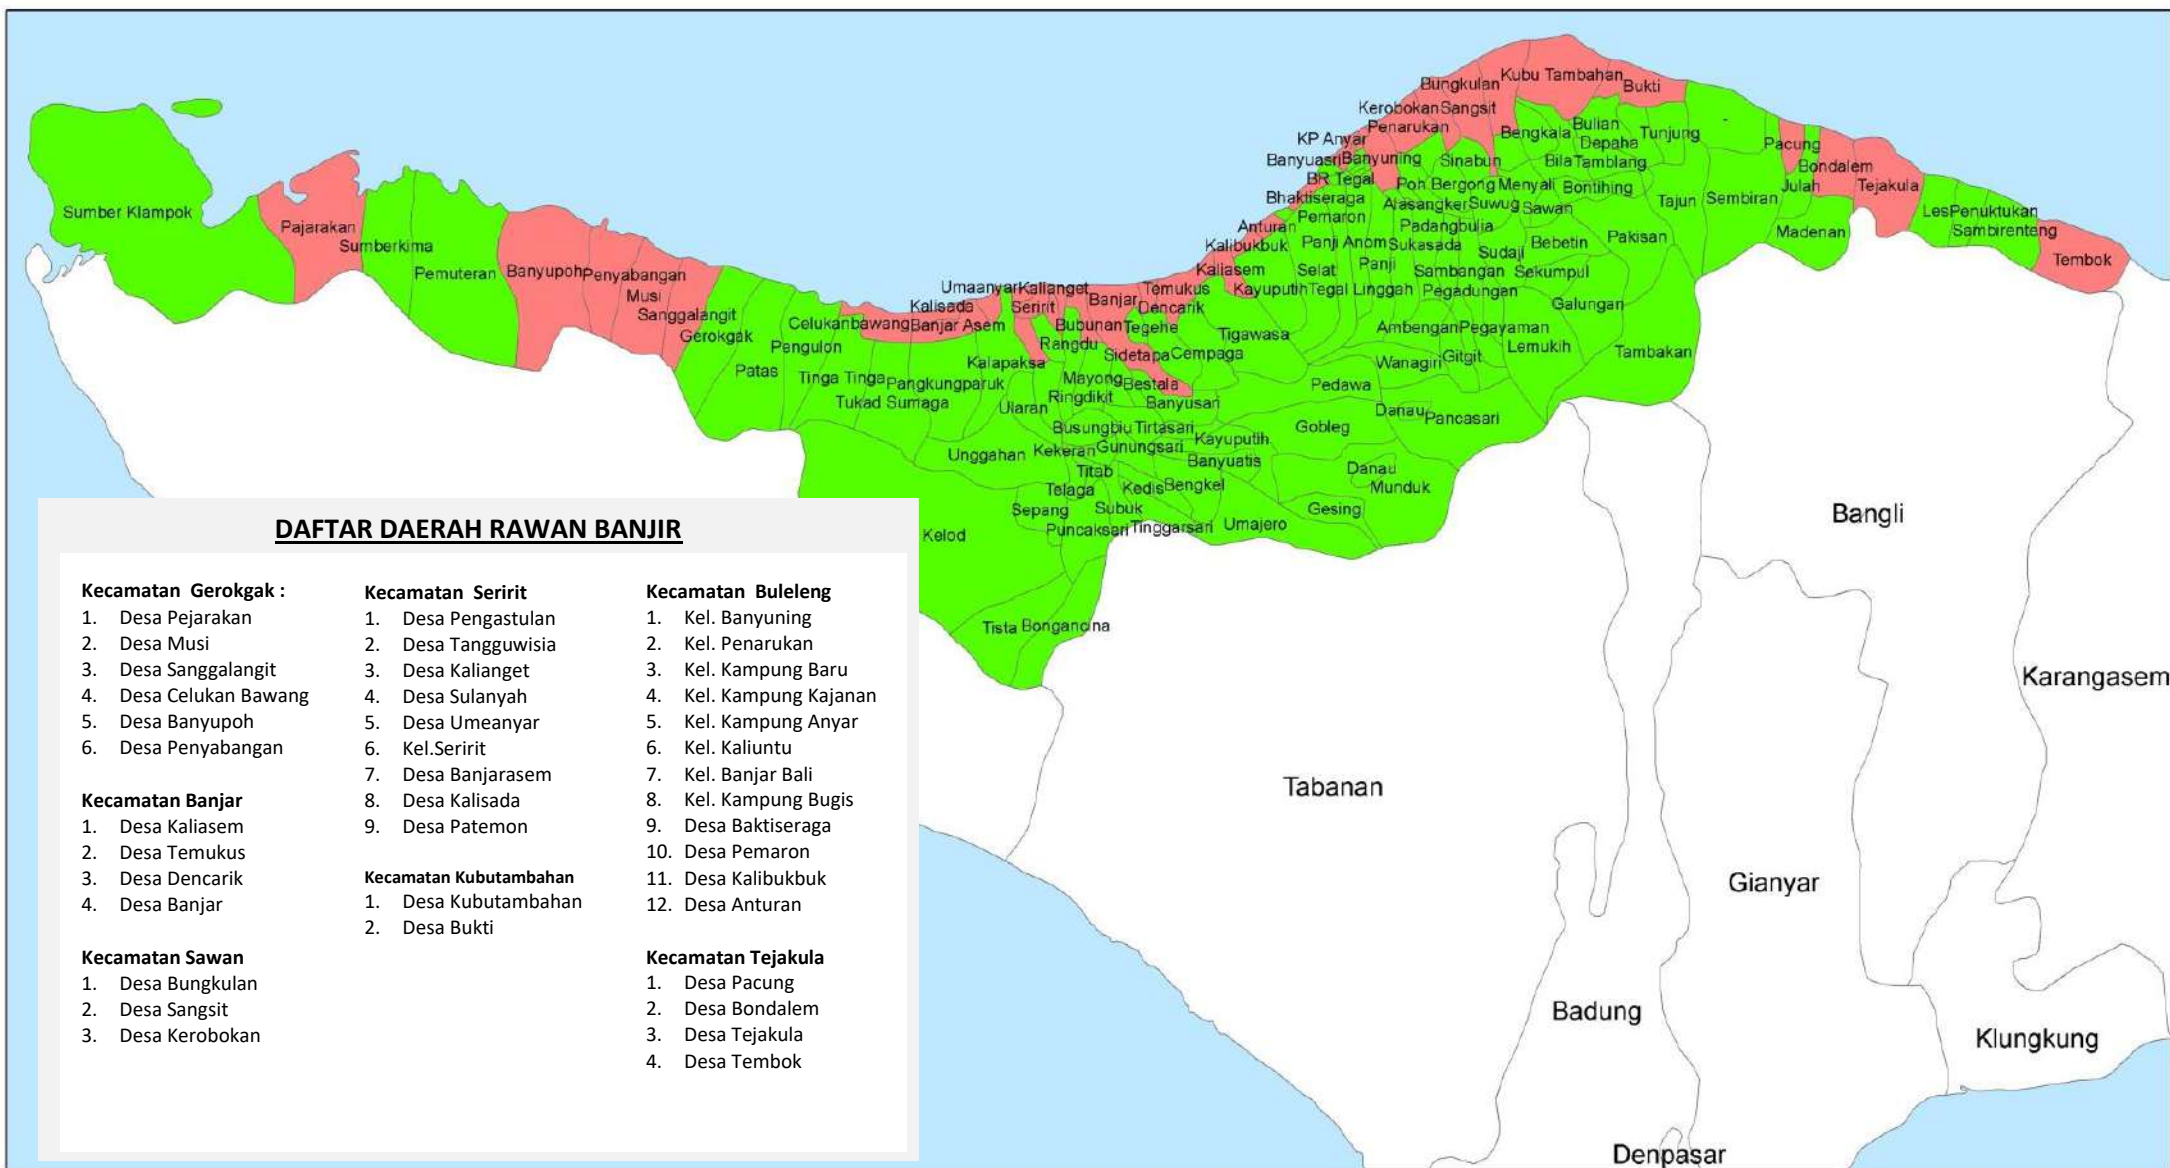 Kubu Tambahan
Bungkulan
Bukti
Kerobokan
Sangsit
Penarukan
KP Anyar
Bengkala
Bulian
Depaha
Tunjung
Pacung
Banyuasri
Banyuning
Sinabun
Bila
Tamblang
Bondalem
BR Tegal
Poh Bergong
Menyali
Bontihing
Julah
Tejakula
Bhaktiseraga
Alasangker
Suwug
Sawan
Tajun
Sembiran
Sumber Klampok
Pemaron
Padangbulia
Les
Penuktukan
Pajarakan
Anturan
Sambirenteng
Madenan
Sumberkima
Kalibukbuk
Panji Anom
Sukasada
Sudaji
Bebetin
Pakisan
Tembok
Pemuteran
Banyupoh
Penyabangan
Kaliasem
Selat
Panji
Sambangan
Sekumpul
Musi
Umaanyar
Kalianget
Temukus
Kayuputih
Tegal Linggah
Pegadungan
Sanggalangit
Kalisada
Seririt
Banjar
Dencarik
Galungan
Gerokgak
Celukanbawang
Banjar Asem
Bubunan
Tegehe
Tigawasa
Ambengan
Pegayaman
Pengulon
Rangdu
Sidetapa
Cempaga
Lemukih
Tambakan
Patas
Kalapaksa
Wanagiri
Gitgit
Tinga Tinga
Pangkungparuk
Mayong
Bestala
Pedawa
Tukad Sumaga
Ularan
Ringdikit
Banyusari
Danau
Pancasari
Busungbiu
Tirtasari
Gobleg
Unggahan
Kekeran
Gunungsari
Kayuputih
Banyuatis
Titab
Danau
Telaga
Kedis
Bengkel
Munduk
Sepang
Subuk
Gesing
Kelod
Puncaksari
Tinggarsari
Umajero
Bangli
Tista
Bongancina
Karangasem
Tabanan
Gianyar
Badung
Klungkung
Denpasar
DAFTAR DAERAH RAWAN BANJIR
Kecamatan Gerokgak :
1. Desa Pejarakan
2. Desa Musi
3. Desa Sanggalangit
4. Desa Celukan Bawang
5. Desa Banyupoh
6. Desa Penyabangan
Kecamatan Banjar
1. Desa Kaliasem
2. Desa Temukus
3. Desa Dencarik
4. Desa Banjar
Kecamatan Sawan
1. Desa Bungkulan
2. Desa Sangsit
3. Desa Kerobokan
Kecamatan Seririt
1. Desa Pengastulan
2. Desa Tangguwisia
3. Desa Kalianget
4. Desa Sulanyah
5. Desa Umeanyar
6. Kel.Seririt
7. Desa Banjarasem
8. Desa Kalisada
9. Desa Patemon
Kecamatan Kubutambahan
1. Desa Kubutambahan
2. Desa Bukti
Kecamatan Buleleng
1. Kel. Banyuning
2. Kel. Penarukan
3. Kel. Kampung Baru
4. Kel. Kampung Kajanan
5. Kel. Kampung Anyar
6. Kel. Kaliuntu
7. Kel. Banjar Bali
8. Kel. Kampung Bugis
9. Desa Baktiseraga
10. Desa Pemaron
11. Desa Kalibukbuk
12. Desa Anturan
Kecamatan Tejakula
1. Desa Pacung
2. Desa Bondalem
3. Desa Tejakula
4. Desa Tembok